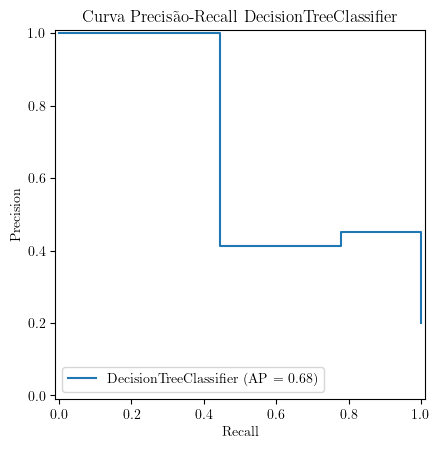 Curva Precisão-Recall DecisionTreeClassifier
1.0
0.8
0.6
0.4
0.2
0.0
Precision
DecisionTreeClassifier (AP = 0.68)
0.0 0.2 0.4 0.6 0.8 1.0
Recall